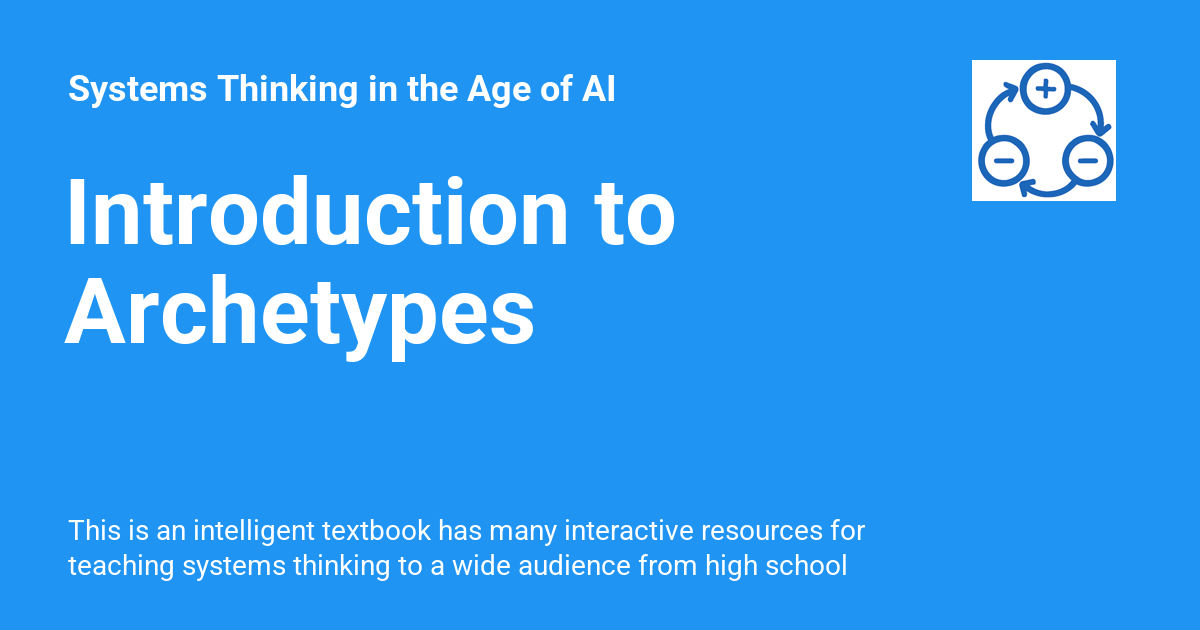 Systems Thinking in the Age of AI
Introduction to
Archetypes
This is an intelligent textbook has many interactive resources for
teaching systems thinking to a wide audience from high school